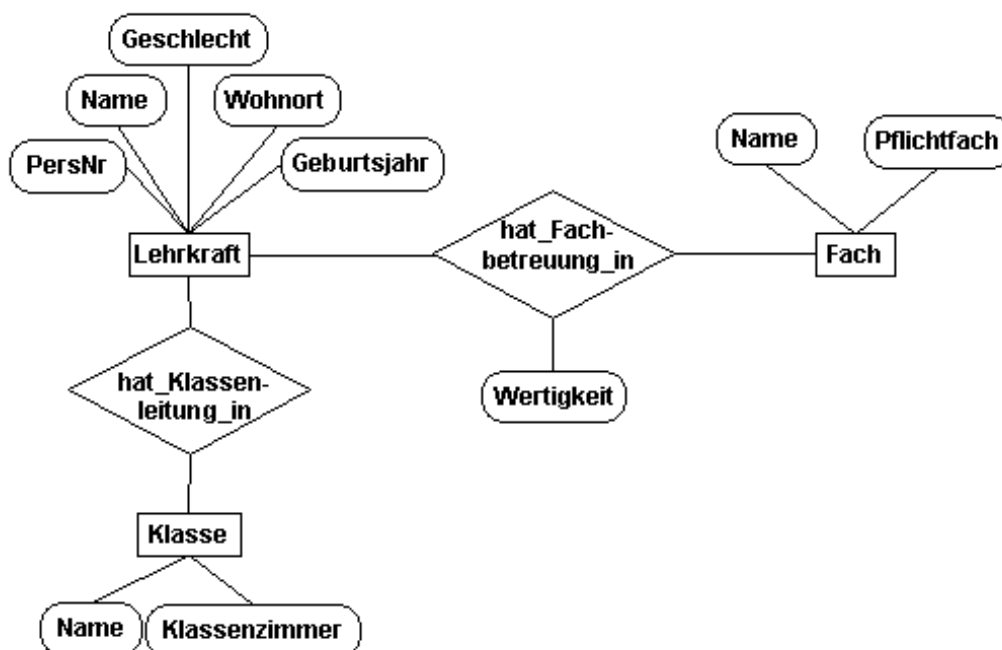 Geschlecht
Name
Wohnort
PersNr
Geburtsjahr
Name
Pflichtfach
Lehrkraft
hat_Fach-
betreuung_in
Fach
hat_Klassen-
leitung_in
Wertigkeit
Klasse
Name
Klassenzimmer